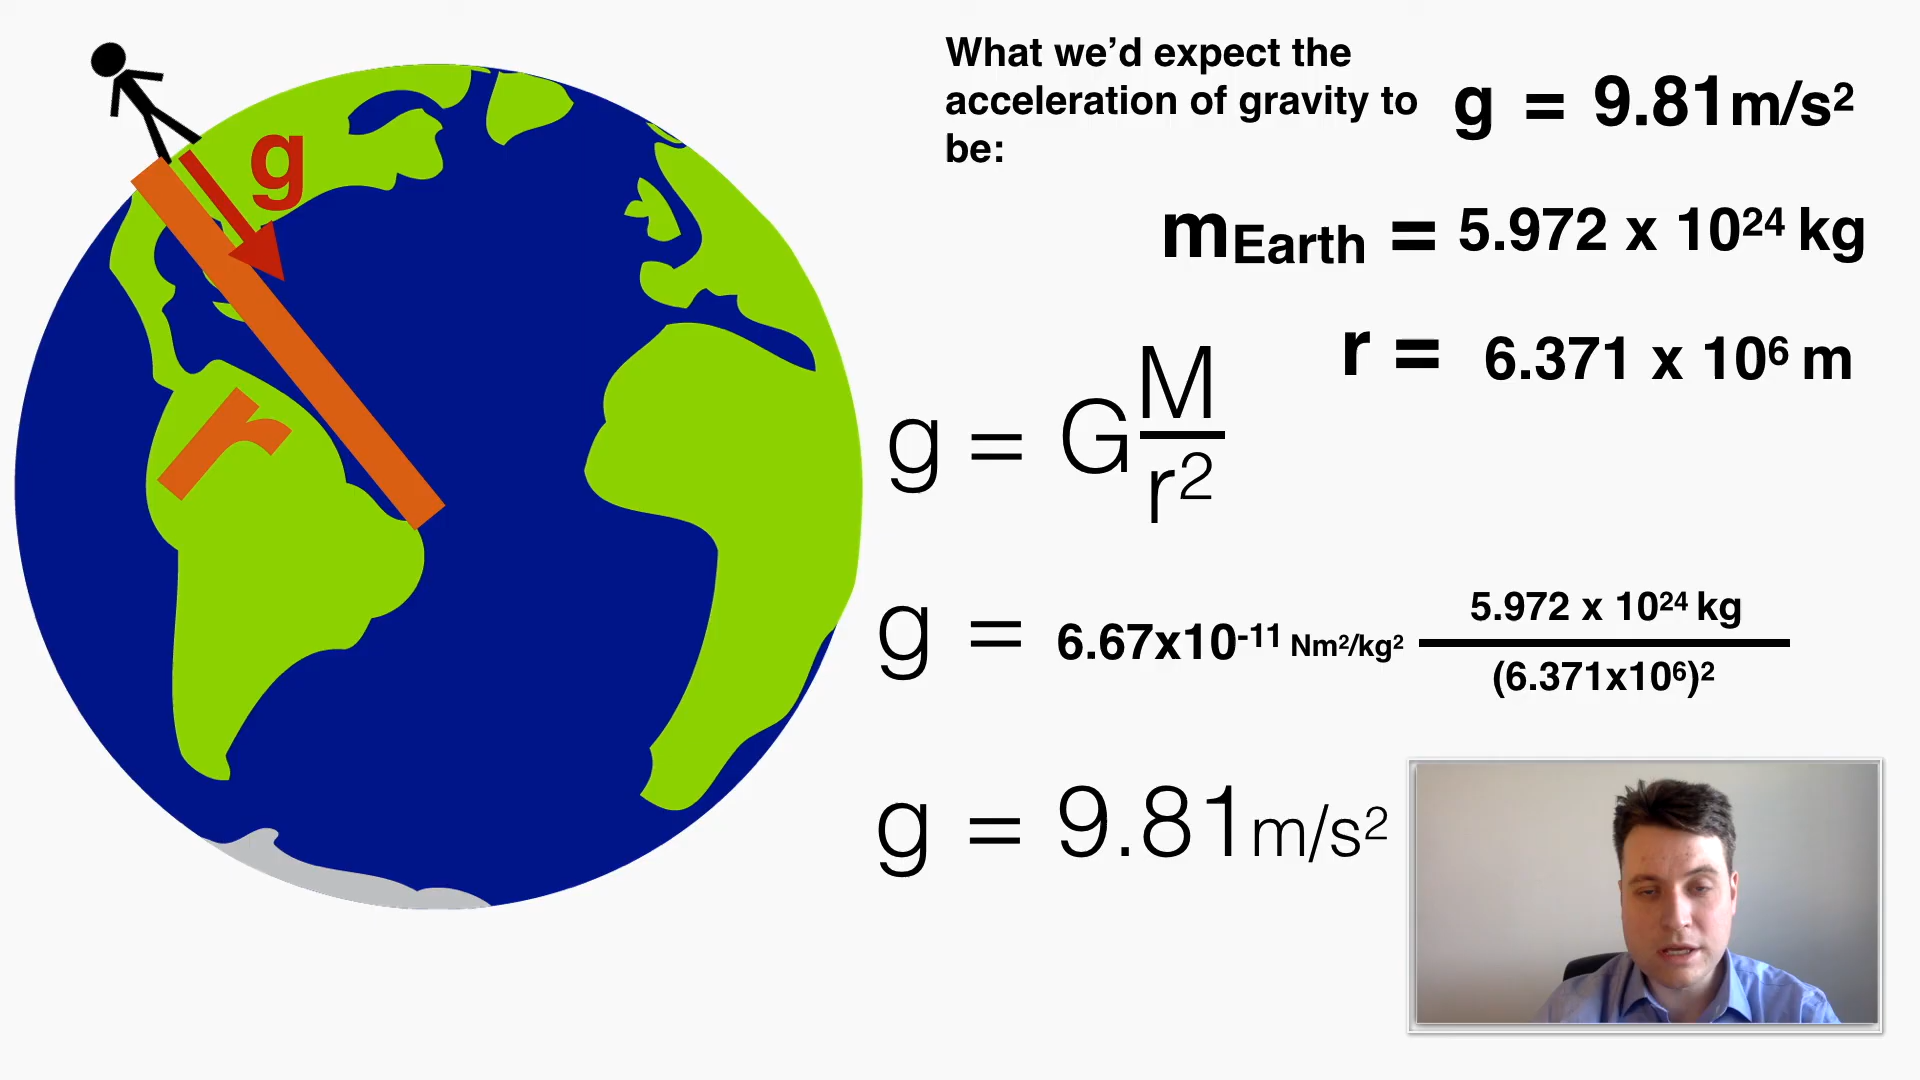 What we’d expect the
acceleration of gravity to
be:
g = 9.81m/s²
mEarth = 5.972 x 10²⁴ kg
r = 6.371 x 10⁶ m
g
r
g = G M
r²
g = 6.67x10⁻¹¹ Nm²/kg²
5.972 x 10²⁴ kg
(6.371x10⁶)²
g = 9.81m/s²